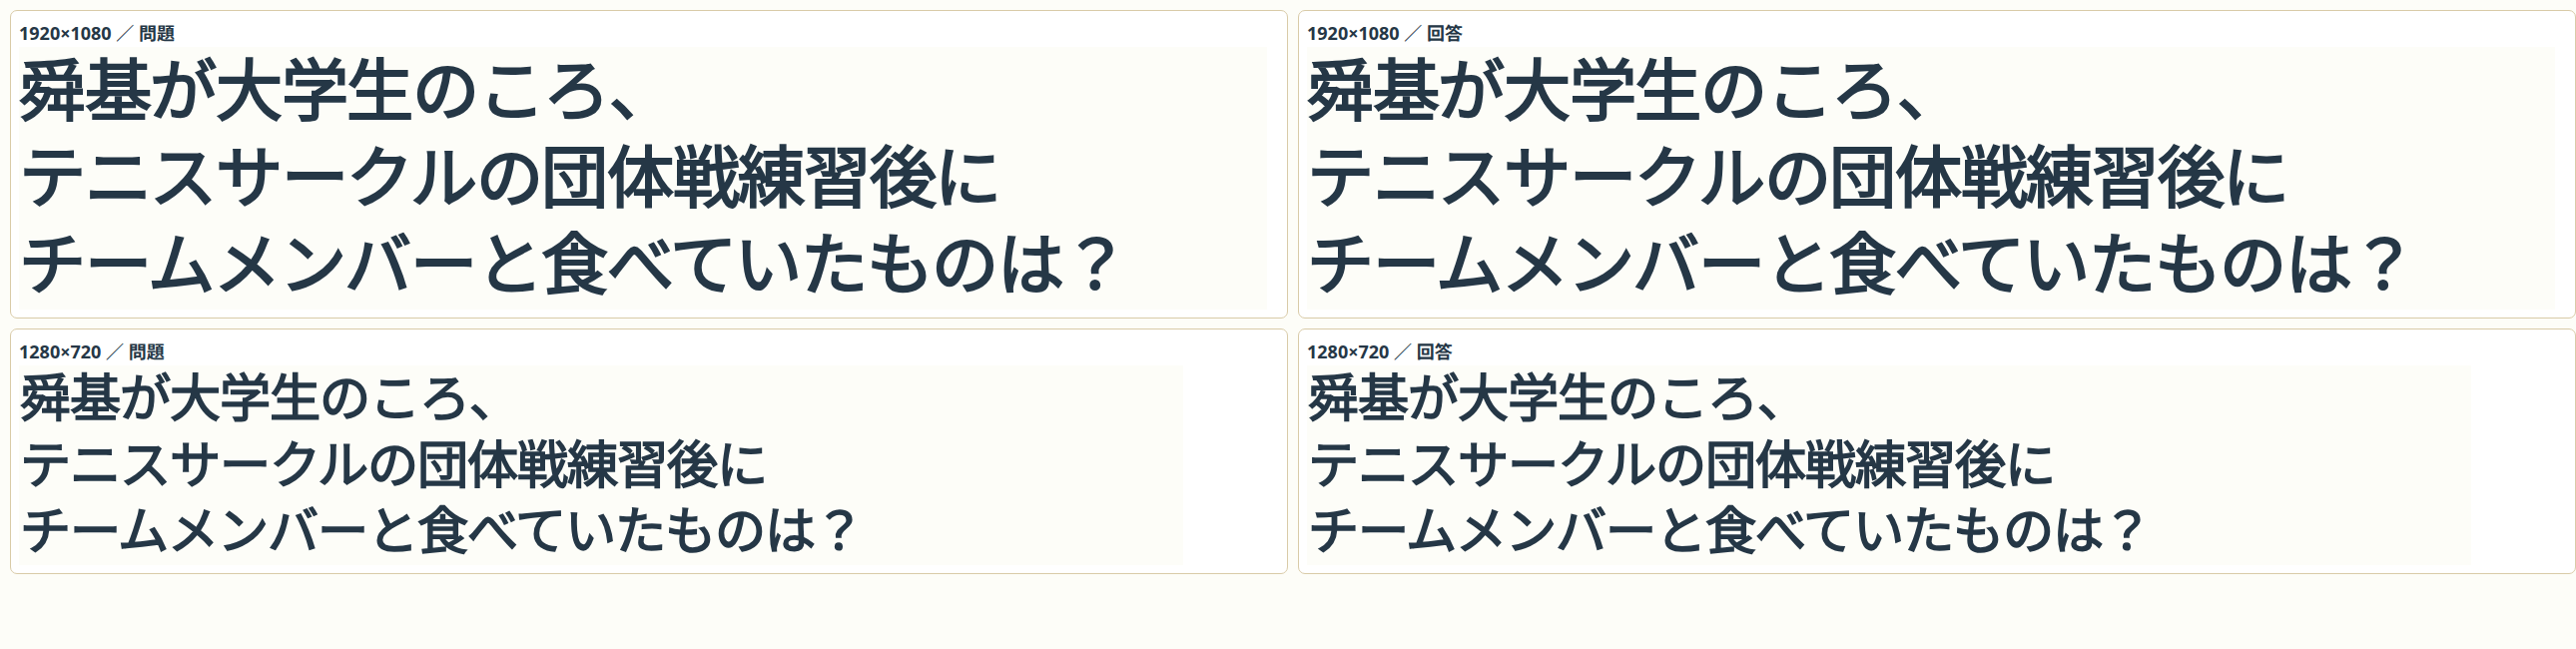 1920×1080 ／ 問題
舜基が大学生のころ、
テニスサークルの団体戦練習後に
チームメンバーと食べていたものは？
1920×1080 ／ 回答
舜基が大学生のころ、
テニスサークルの団体戦練習後に
チームメンバーと食べていたものは？
1280×720 ／ 問題
舜基が大学生のころ、
テニスサークルの団体戦練習後に
チームメンバーと食べていたものは？
1280×720 ／ 回答
舜基が大学生のころ、
テニスサークルの団体戦練習後に
チームメンバーと食べていたものは？